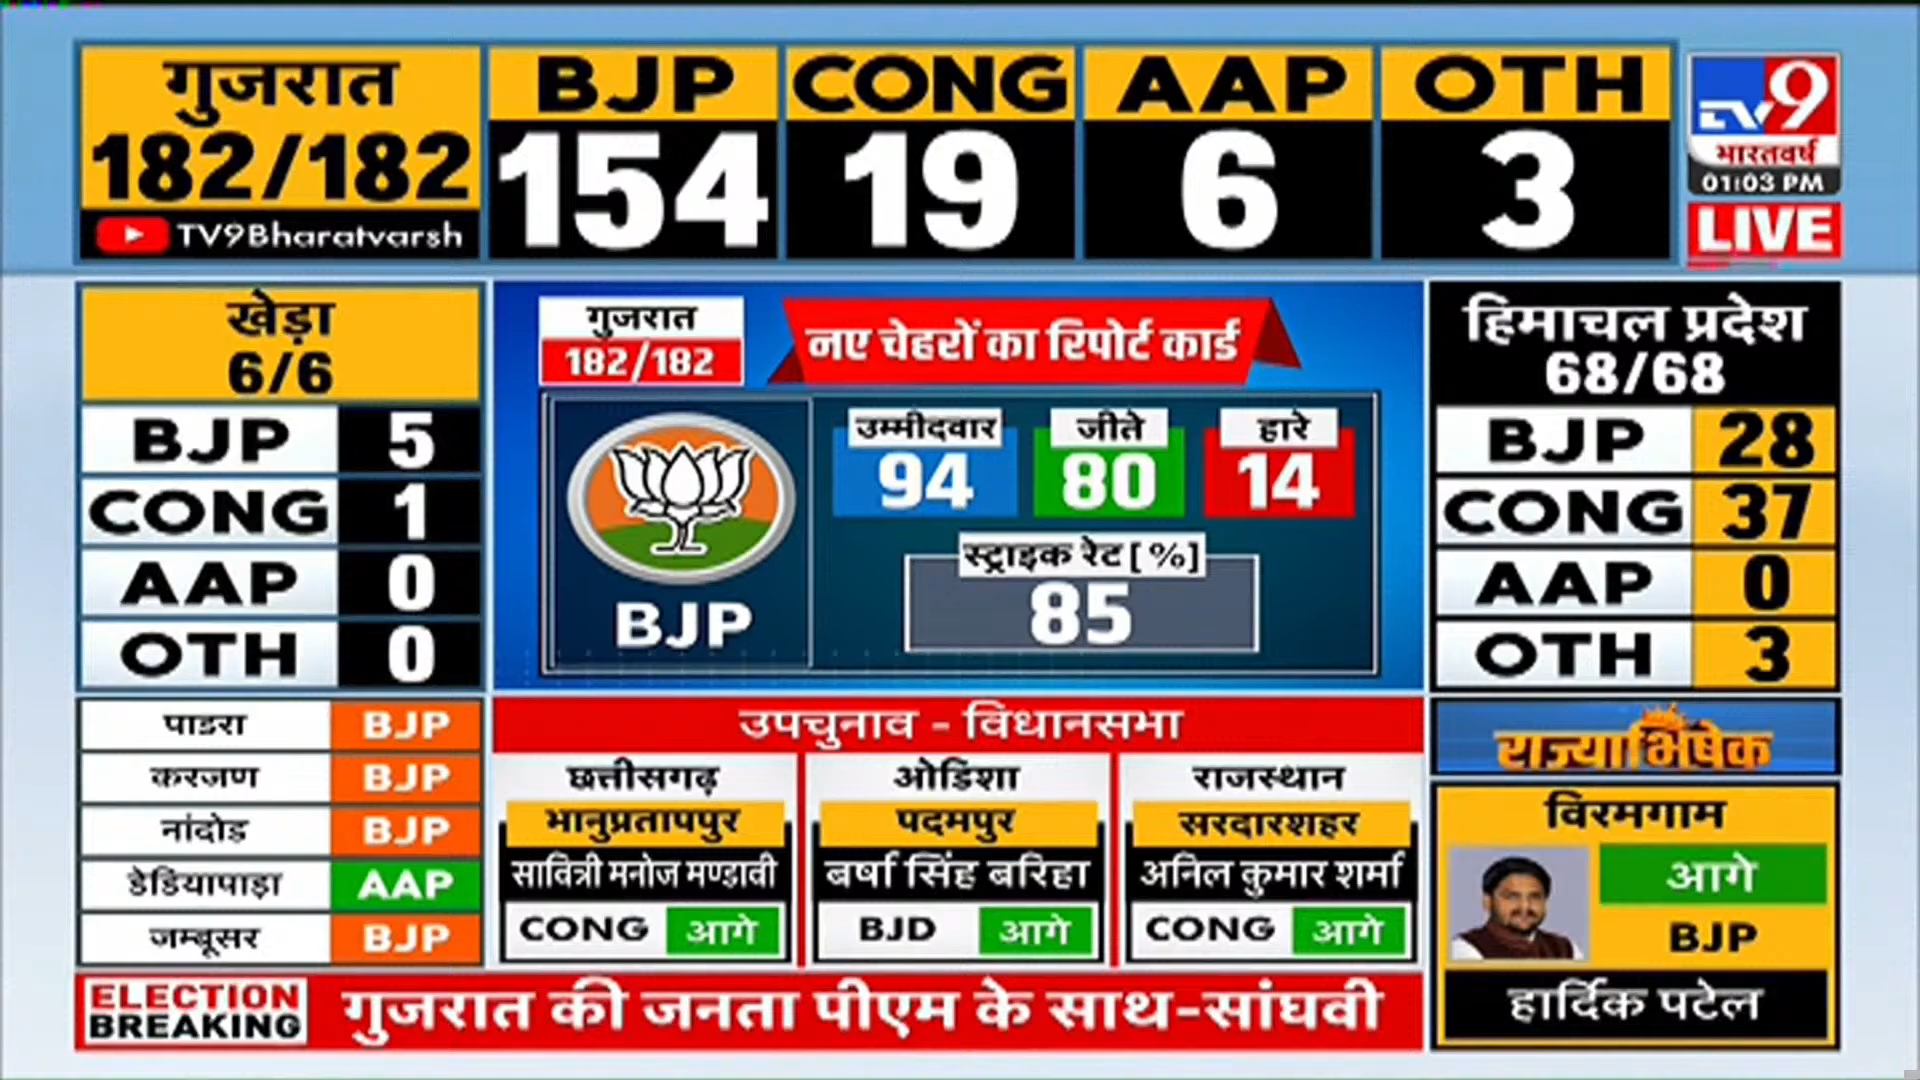 गुजरात
182/182
TV9Bharatvarsh
BJP
154
CONG
19
AAP
6
OTH
3
TV9
भारतवर्ष
01:03 PM
LIVE
खेड़ा
6/6
BJP 5
CONG 1
AAP 0
OTH 0
गुजरात
182/182
नए चेहरों का रिपोर्ट कार्ड
BJP
उम्मीदवार
94
जीते
80
हारे
14
स्ट्राइक रेट [ %]
85
हिमाचल प्रदेश
68/68
BJP 28
CONG 37
AAP 0
OTH 3
पाडरा BJP
करजण BJP
नांदोड BJP
डेडियापाड़ा AAP
जम्बूसर BJP
उपचुनाव - विधानसभा
छत्तीसगढ़
भानुप्रतापपुर
सावित्री मनोज मण्डावी
CONG आगे
ओडिशा
पदमपुर
बर्षा सिंह बरिहा
BJD आगे
राजस्थान
सरदारशहर
अनिल कुमार शर्मा
CONG आगे
राज्याभिषेक
विरमगाम
आगे
BJP
हार्दिक पटेल
ELECTION
BREAKING
गुजरात की जनता पीएम के साथ-सांघवी